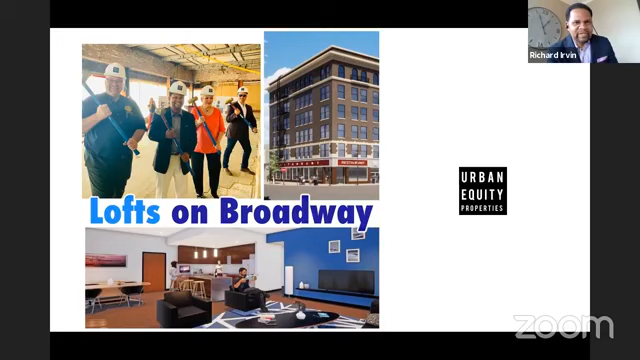 Richard Irvin
Lofts on Broadway
URBAN
EQUITY
PROPERTIES
zoom